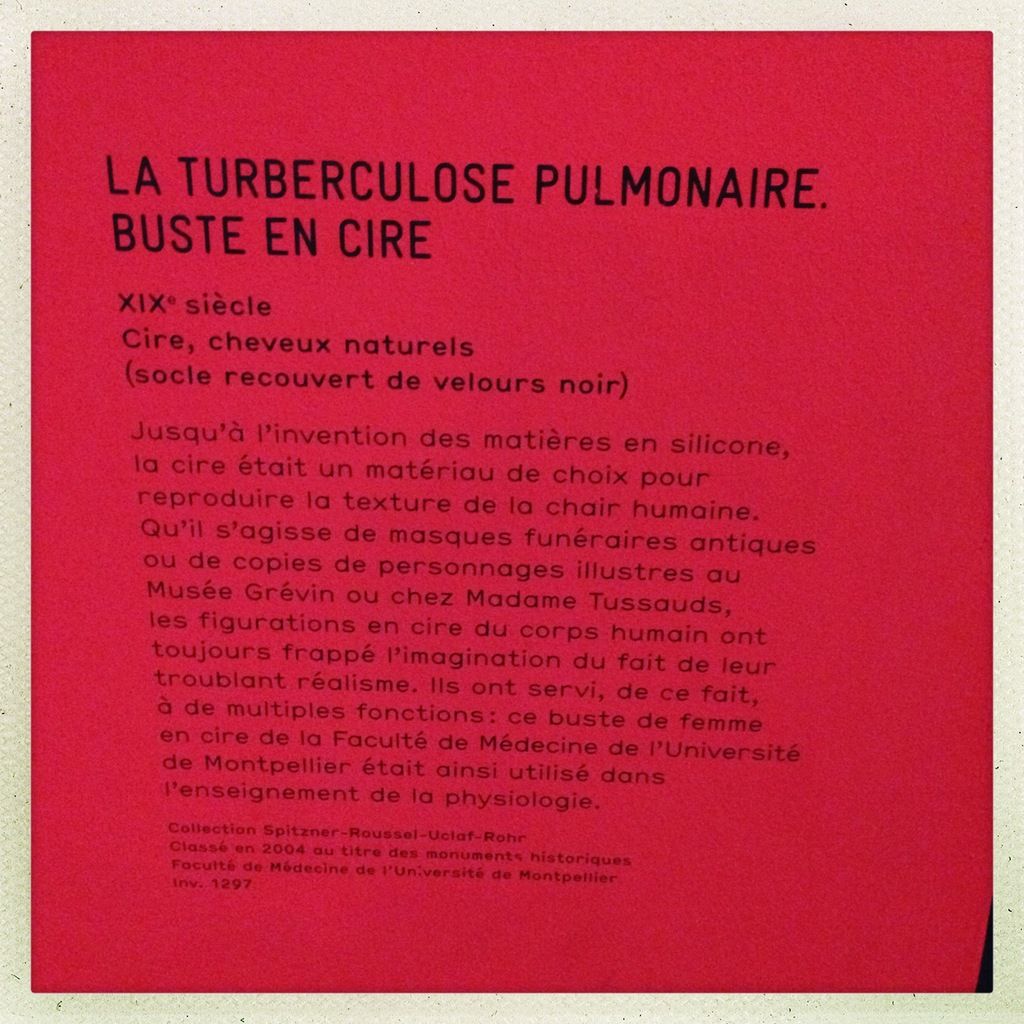 LA TURBERCULOSE PULMONAIRE.
BUSTE EN CIRE
XIXe siècle
Cire, cheveux naturels
(socle recouvert de velours noir)
Jusqu'à l'invention des matières en silicone,
la cire était un matériau de choix pour
reproduire la texture de la chair humaine.
Qu'il s'agisse de masques funéraires antiques
ou de copies de personnages illustres au
Musée Grévin ou chez Madame Tussauds,
les figurations en cire du corps humain ont
toujours frappé l'imagination du fait de leur
troublant réalisme. Ils ont servi, de ce fait,
à de multiples fonctions : ce buste de femme
en cire de la Faculté de Médecine de l'Université
de Montpellier était ainsi utilisé dans
l'enseignement de la physiologie.
Collection Spitzner-Roussel-Uclaf-Rohr
Classé en 2004 au titre des monuments historiques
Faculté de Médecine de l'Université de Montpellier
Inv. 1297